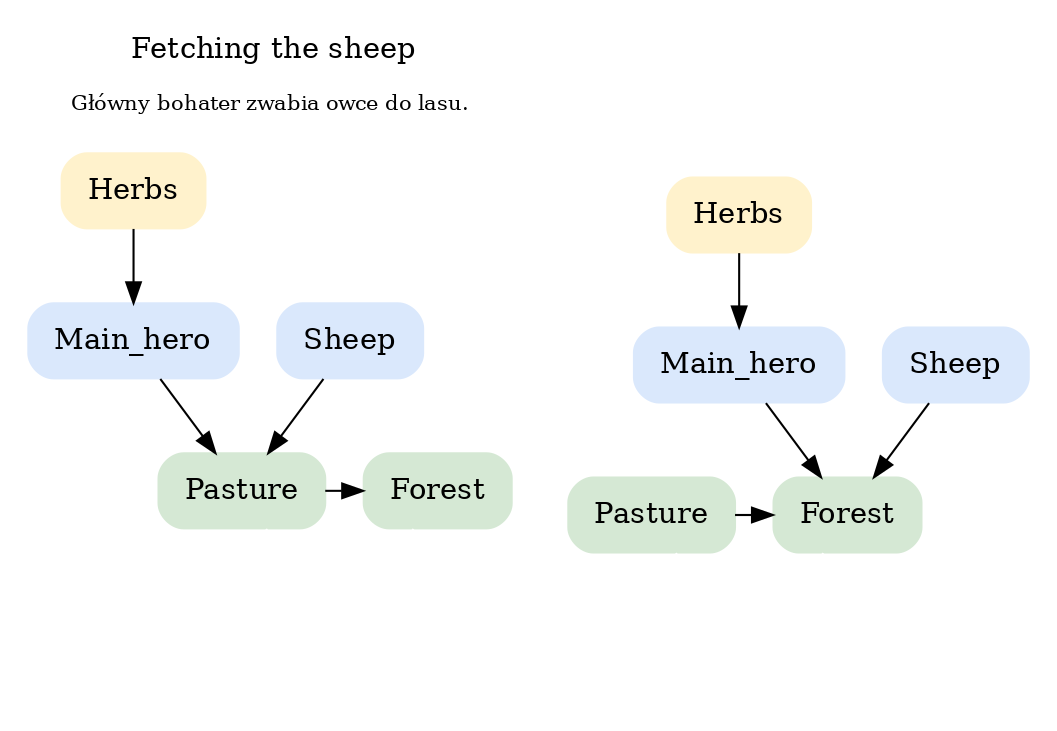 Fetching the sheep
Główny bohater zwabia owce do lasu.
Herbs
Main_hero
Sheep
Pasture
Forest
Herbs
Main_hero
Sheep
Pasture
Forest